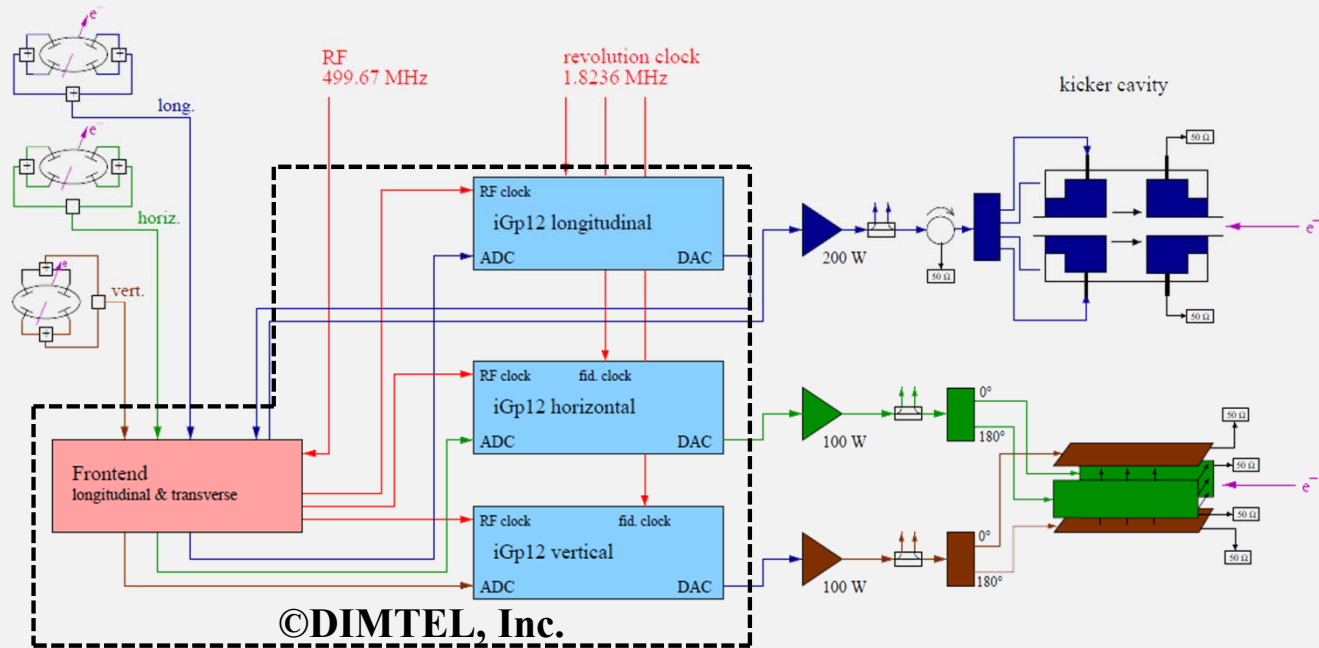 e⁻
long.
e⁻
horiz.
e
vert.
RF
499.67 MHz
revolution clock
1.8236 MHz
kicker cavity
RF clock
iGp12 longitudinal
ADC
DAC
200 W
50 Ω
50 Ω
50 Ω
e⁻
RF clock
fid. clock
iGp12 horizontal
ADC
DAC
100 W
0°
180°
Frontend
longitudinal & transverse
RF clock
fid. clock
iGp12 vertical
ADC
DAC
100 W
0°
180°
50 Ω
50 Ω
50 Ω
50 Ω
e⁻
©DIMTEL, Inc.